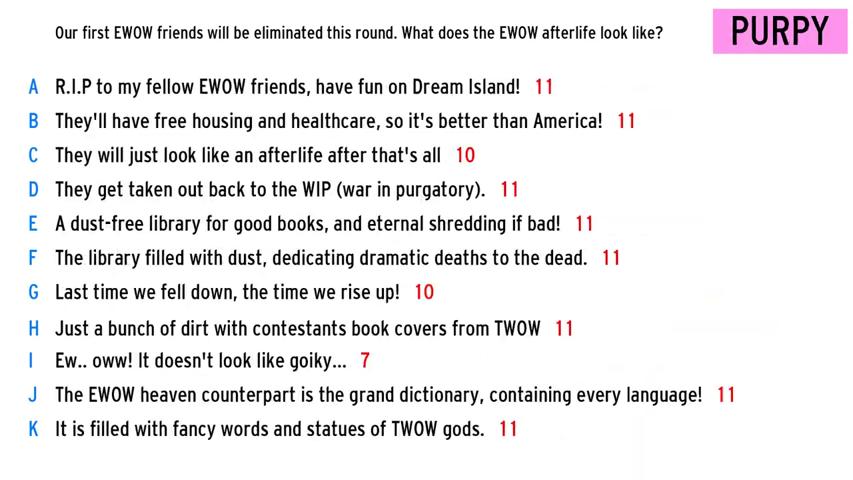 Our first EWOW friends will be eliminated this round. What does the EWOW afterlife look like?
PURPY
A R.I.P to my fellow EWOW friends, have fun on Dream Island! 11
B They'll have free housing and healthcare, so it's better than America! 11
C They will just look like an afterlife after that's all 10
D They get taken out back to the WIP (war in purgatory). 11
E A dust-free library for good books, and eternal shredding if bad! 11
F The library filled with dust, dedicating dramatic deaths to the dead. 11
G Last time we fell down, the time we rise up! 10
H Just a bunch of dirt with contestants book covers from TWOW 11
I Ew.. oww! It doesn't look like goiky... 7
J The EWOW heaven counterpart is the grand dictionary, containing every language! 11
K It is filled with fancy words and statues of TWOW gods. 11